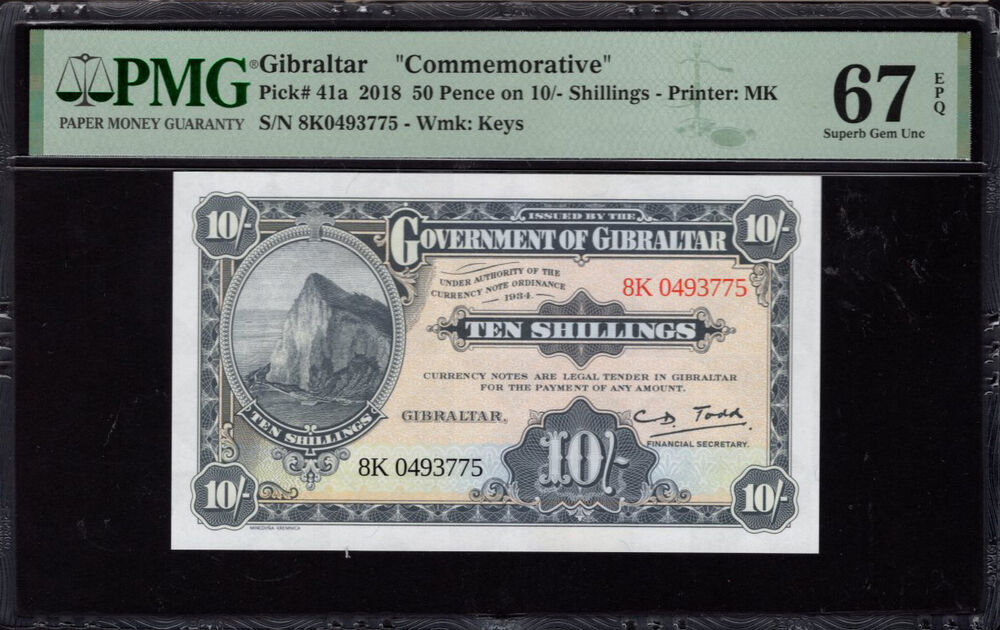 PMG®
PAPER MONEY GUARANTY
Gibraltar "Commemorative"
Pick# 41a 2018 50 Pence on 10/- Shillings - Printer: MK
S/N 8K0493775 - Wmk: Keys
67
EPQ
Superb Gem Unc
10/-
ISSUED BY THE
GOVERNMENT OF GIBRALTAR
10/-
UNDER AUTHORITY OF THE
CURRENCY NOTE ORDINANCE
1934.
8K 0493775
TEN SHILLINGS
CURRENCY NOTES ARE LEGAL TENDER IN GIBRALTAR
FOR THE PAYMENT OF ANY AMOUNT.
GIBRALTAR,
C D. Todd.
FINANCIAL SECRETARY.
TEN SHILLINGS
8K 0493775
10/-
10/-
10/-
MINCOVŇA KREMNICA